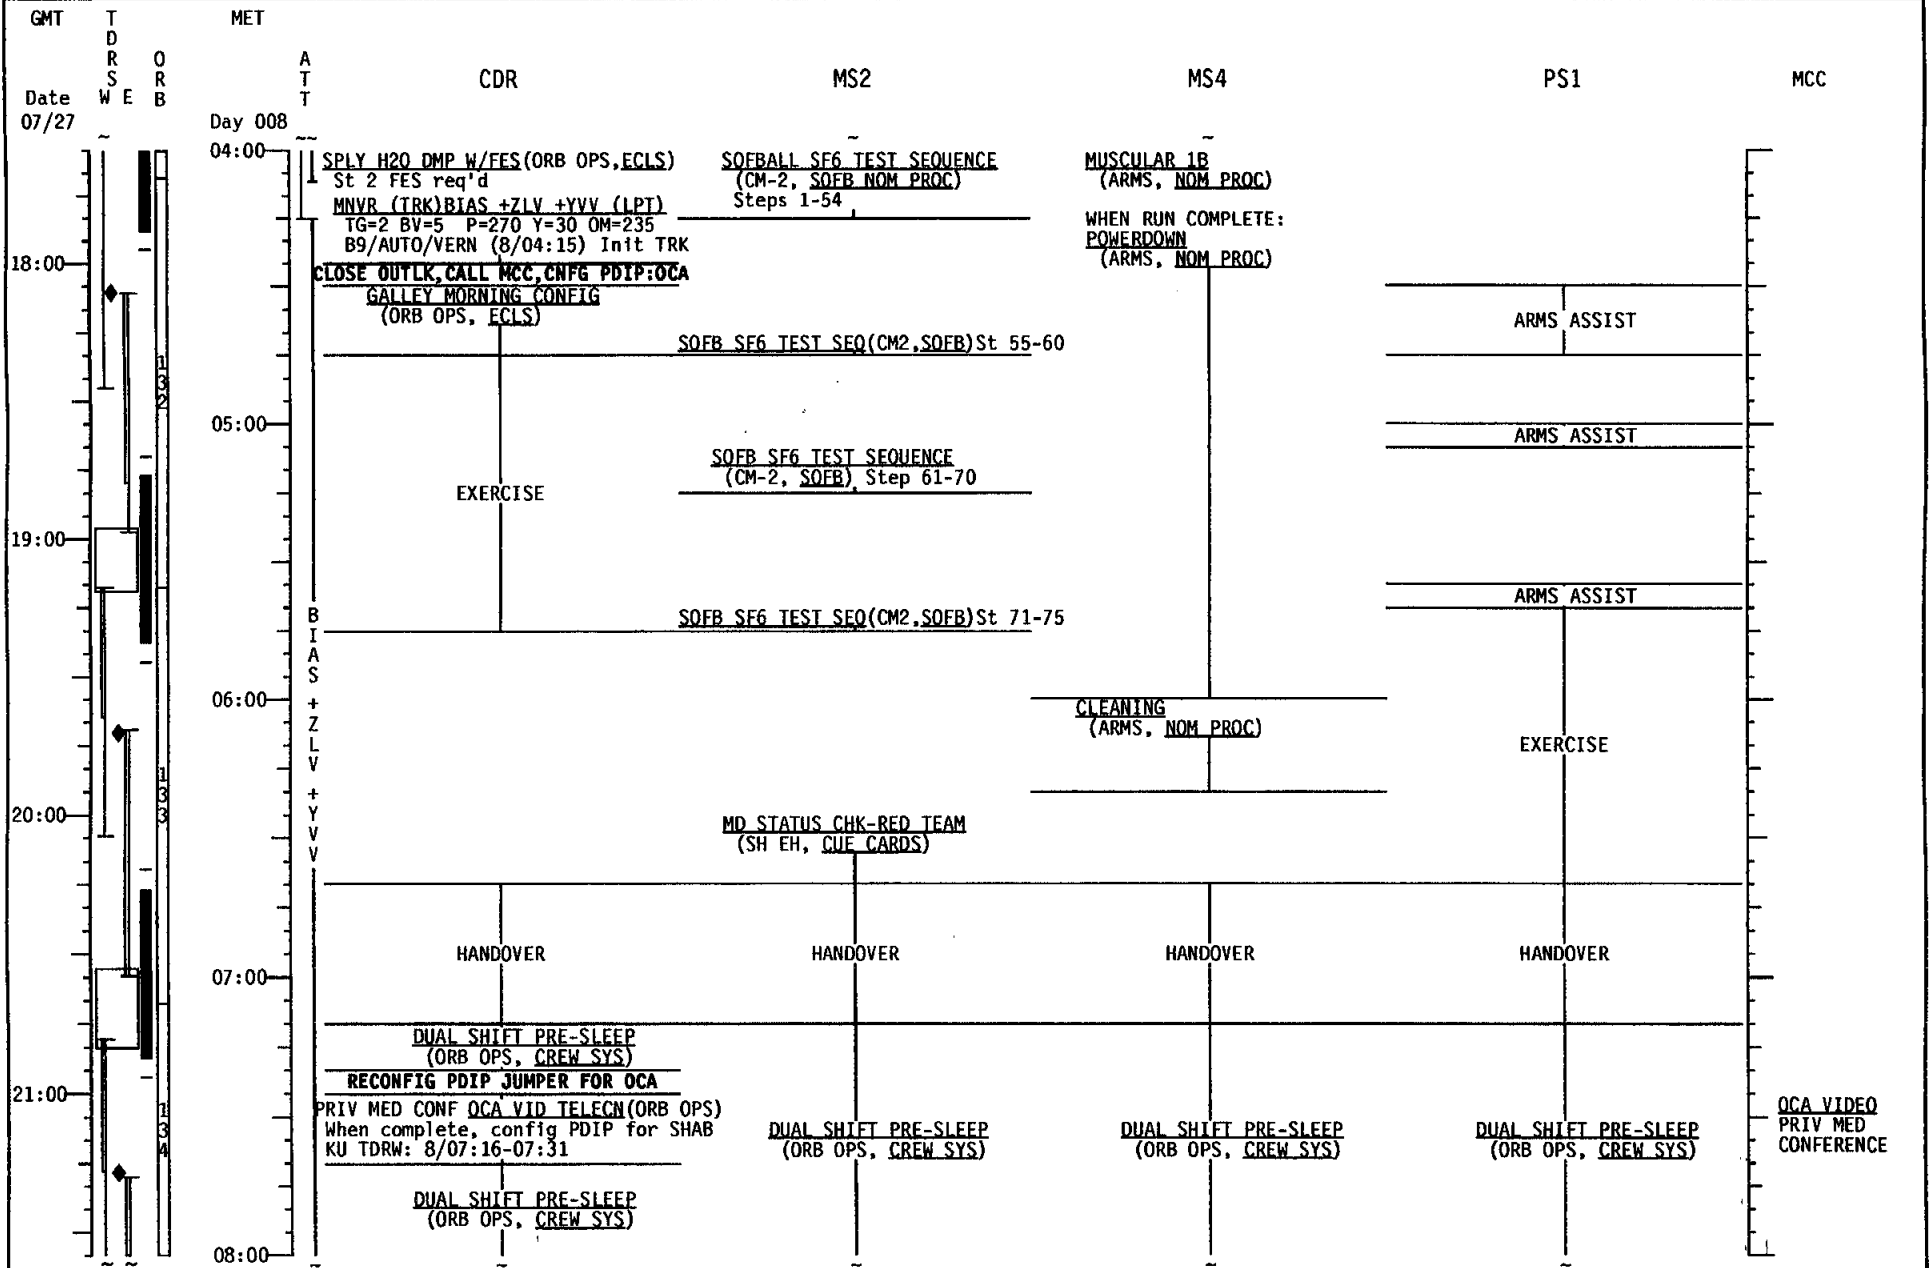 GMT
TDRS
W E
ORB
MET
ATT
CDR
MS2
MS4
PS1
MCC
Date
07/27
Day 008
04:00
SPLY H2O DMP W/FES(ORB OPS,ECLS)
St 2 FES req'd
MNVR (TRK)BIAS +ZLV +YVV (LPT)
TG=2 BV=5 P=270 Y=30 OM=235
B9/AUTO/VERN (8/04:15) Init TRK
CLOSE OUTLK,CALL MCC,CNFG PDIP:OCA
GALLEY MORNING CONFIG
(ORB OPS, ECLS)
SOFBALL SF6 TEST SEQUENCE
(CM-2, SOFB NOM PROC)
Steps 1-54
MUSCULAR 1B
(ARMS, NOM PROC)
WHEN RUN COMPLETE:
POWERDOWN
(ARMS, NOM PROC)
18:00
ARMS ASSIST
SOFB SF6 TEST SEQ(CM2,SOFB)St 55-60
132
05:00
ARMS ASSIST
SOFB SF6 TEST SEQUENCE
(CM-2, SOFB) Step 61-70
EXERCISE
19:00
ARMS ASSIST
SOFB SF6 TEST SEQ(CM2,SOFB)St 71-75
BIAS +ZLV +YVV
06:00
CLEANING
(ARMS, NOM PROC)
EXERCISE
133
20:00
MD STATUS CHK-RED TEAM
(SH EH, CUE CARDS)
HANDOVER
HANDOVER
HANDOVER
HANDOVER
07:00
DUAL SHIFT PRE-SLEEP
(ORB OPS, CREW SYS)
RECONFIG PDIP JUMPER FOR OCA
21:00
134
PRIV MED CONF OCA VID TELECN(ORB OPS)
When complete, config PDIP for SHAB
KU TDRW: 8/07:16-07:31
DUAL SHIFT PRE-SLEEP
(ORB OPS, CREW SYS)
DUAL SHIFT PRE-SLEEP
(ORB OPS, CREW SYS)
DUAL SHIFT PRE-SLEEP
(ORB OPS, CREW SYS)
OCA VIDEO
PRIV MED
CONFERENCE
DUAL SHIFT PRE-SLEEP
(ORB OPS, CREW SYS)
08:00